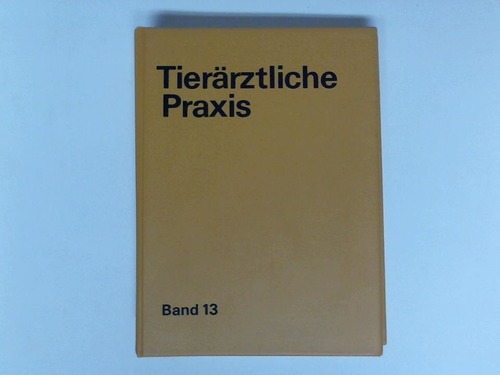 Tierärztliche
Praxis
Band 13